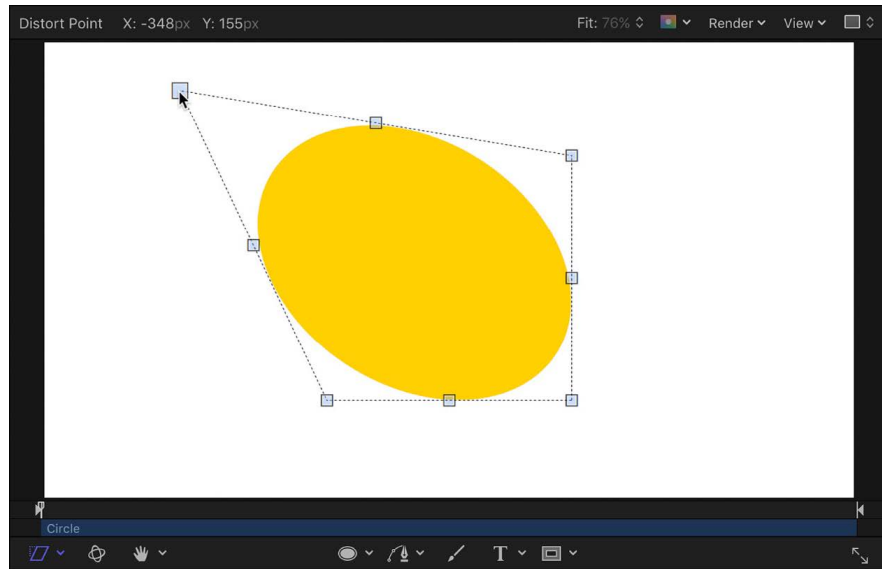 Distort Point X: -348px Y: 155px Fit: 76% Render View
Circle
T